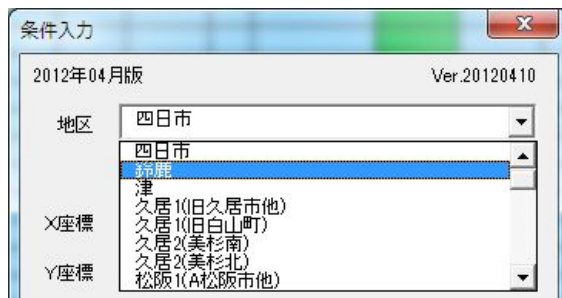 条件入力
2012年04月版 Ver.20120410
地区 四日市
四日市
鈴鹿
津
久居1(旧久居市他)
久居1(旧白山町)
X座標
久居2(美杉南)
久居2(美杉北)
Y座標
松阪1(A松阪市他)